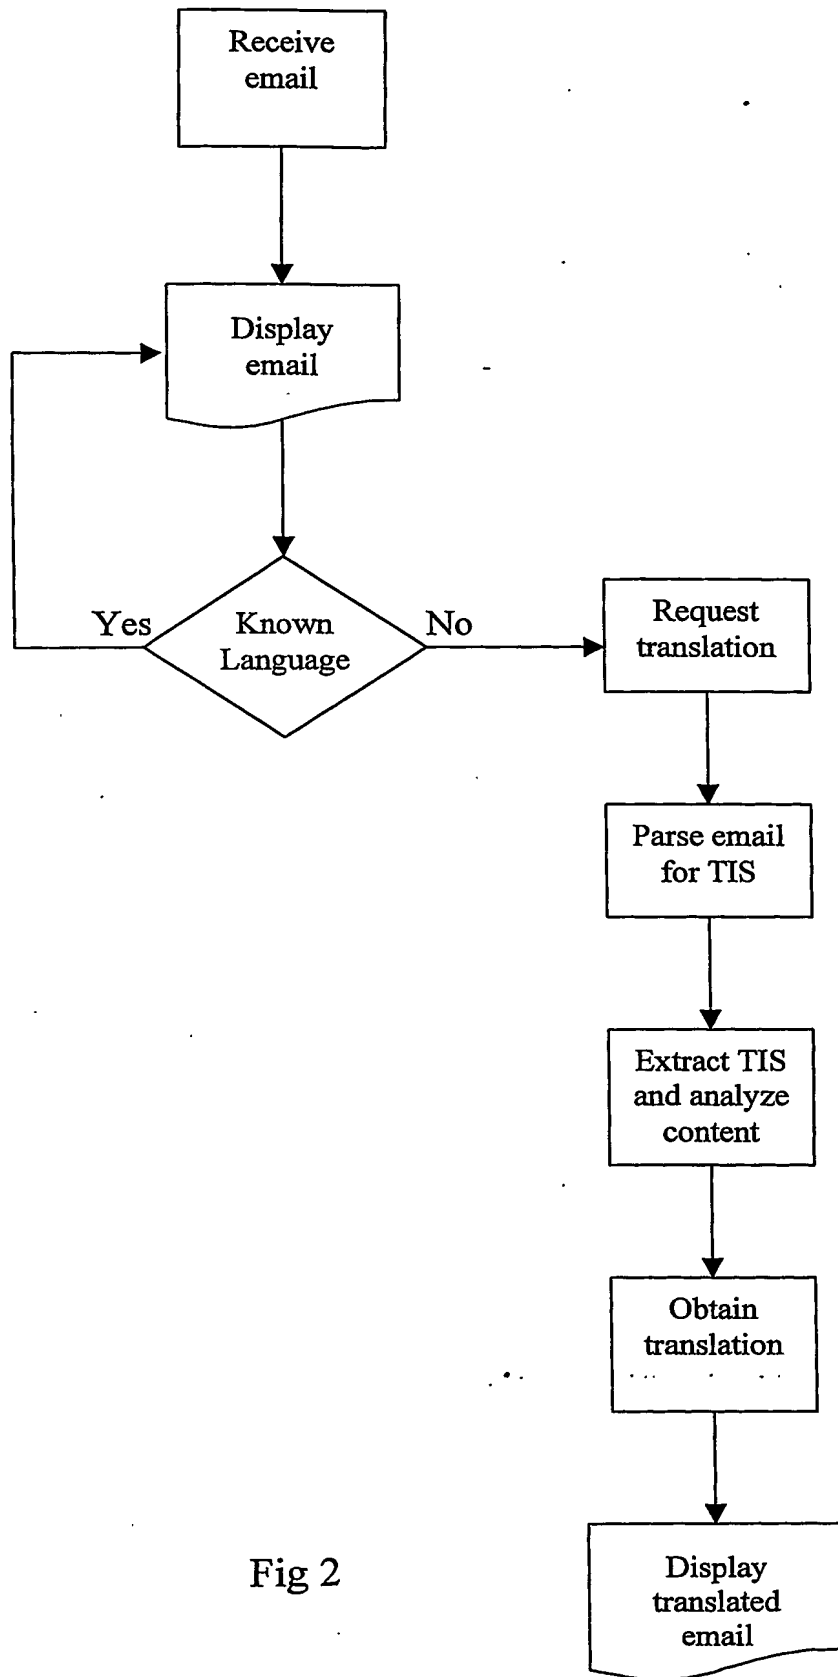 Receive
email
Display
email
Yes
Known
Language
No
Request
translation
Parse email
for TIS
Extract TIS
and analyze
content
Obtain
translation
Display
translated
email
Fig 2